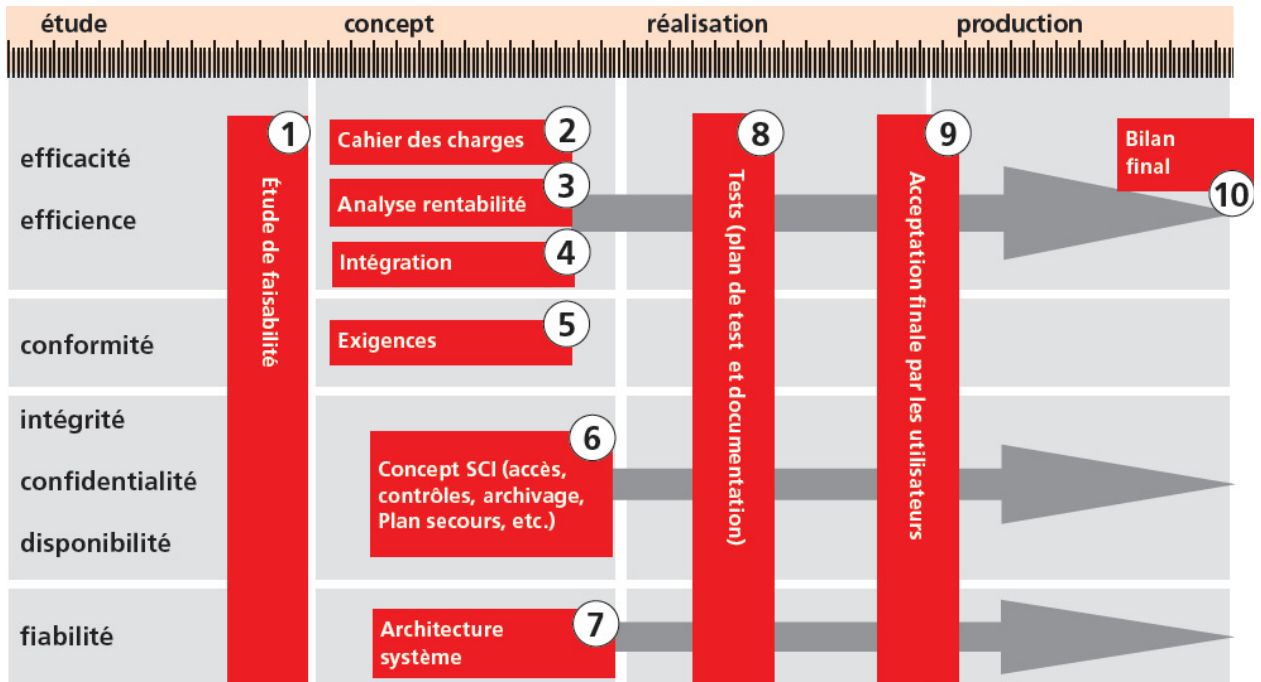 étude concept réalisation production
efficacité
efficience
1
Étude de faisabilité
Cahier des charges 2
Analyse rentabilité 3
Intégration 4
8
Tests (plan de test et documentation)
9
Acceptation finale par les utilisateurs
Bilan
final
10
conformité
Exigences 5
intégrité
confidentialité
disponibilité
6
Concept SCI (accès,
contrôles, archivage,
Plan secours, etc.)
fiabilité
Architecture
système
7